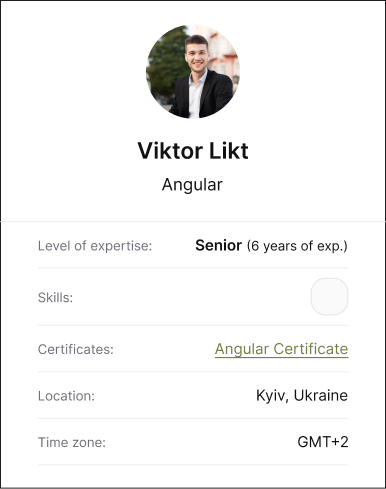 Viktor Likt
Angular
Level of expertise: Senior (6 years of exp.)
Skills:
Certificates: Angular Certificate
Location: Kyiv, Ukraine
Time zone: GMT+2